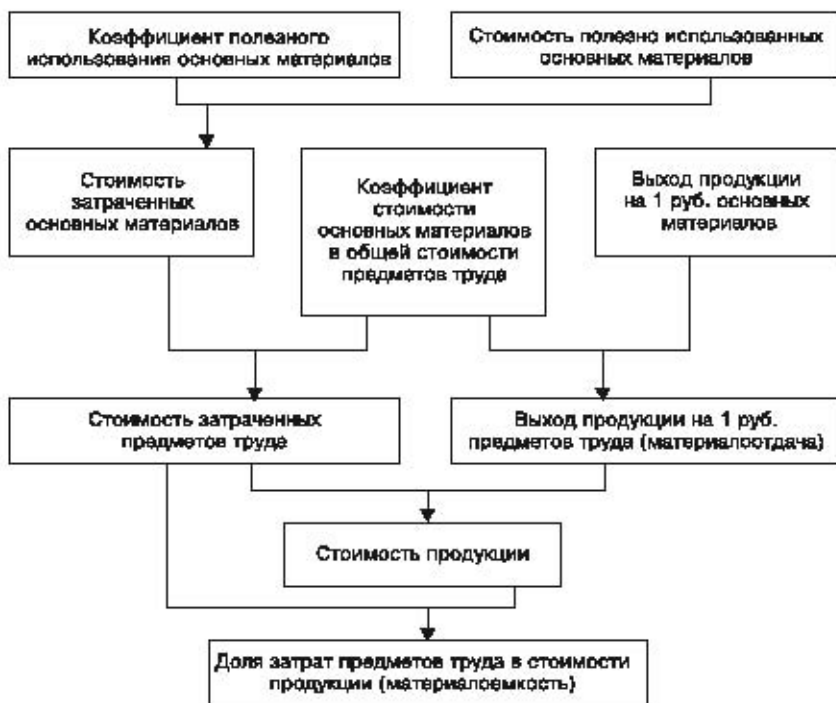 Коэффициент полезного
использования основных материалов
Стоимость полезно использованных
основных материалов
Стоимость
затраченных
основных материалов
Коэффициент
стоимости
основных материалов
в общей стоимости
предметов труда
Выход продукции
на 1 руб. основных
материалов
Стоимость затраченных
предметов труда
Выход продукции на 1 руб.
предметов труда (материалоотдача)
Стоимость продукции
Доля затрат предметов труда в стоимости
продукции (материалоемкость)